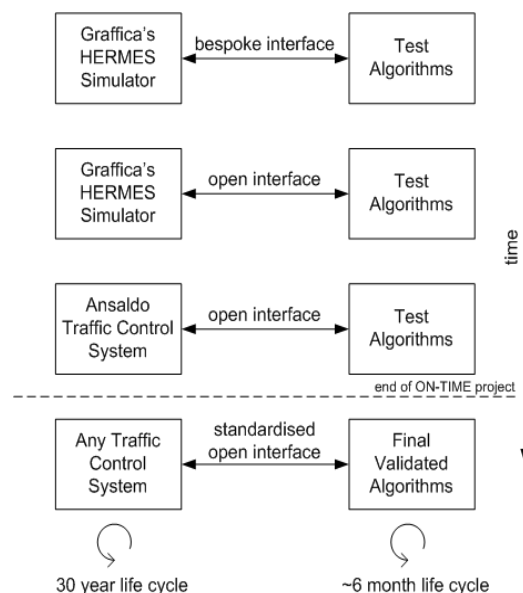 Graffica's
HERMES
Simulator
bespoke interface
Test
Algorithms
Graffica's
HERMES
Simulator
open interface
Test
Algorithms
time
Ansaldo
Traffic Control
System
open interface
Test
Algorithms
end of ON-TIME project
Any Traffic
Control
System
standardised
open interface
Final
Validated
Algorithms
30 year life cycle
~6 month life cycle